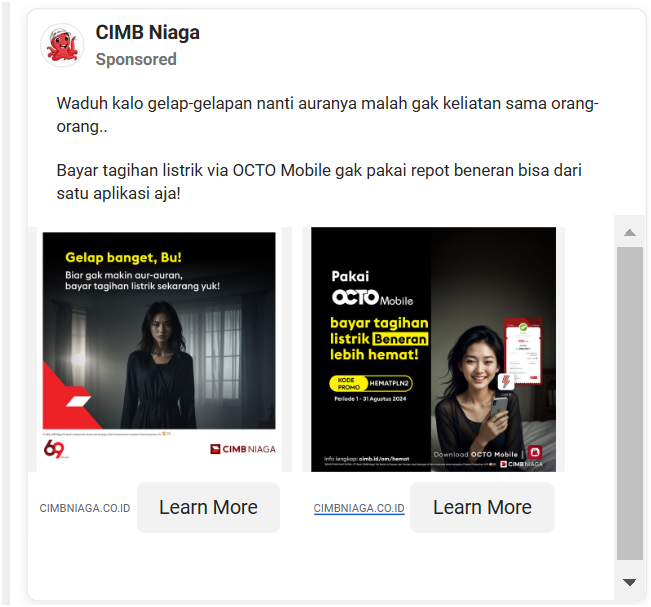 CIMB Niaga
Sponsored
Waduh kalo gelap-gelapan nanti auranya malah gak keliatan sama orang-
orang..
Bayar tagihan listrik via OCTO Mobile gak pakai repot beneran bisa dari
satu aplikasi aja!
Gelap banget, Bu!
Biar gak makin aur-auran,
bayar tagihan listrik sekarang yuk!
69
CIMB NIAGA
Pakai
OCTO Mobile
bayar tagihan
listrik Beneran
lebih hemat!
KODE
PROMO
HEMATPLN2
Periode 1 - 31 Agustus 2024
Info lengkap: cimb.id/om/hemat
Download OCTO Mobile
CIMB NIAGA
CIMBNIAGA.CO.ID
Learn More
CIMBNIAGA.CO.ID
Learn More